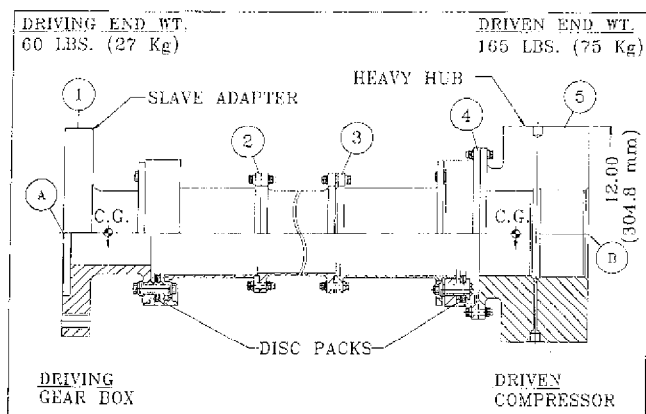 DRIVING END WT.
60 LBS. (27 Kg)
DRIVEN END WT.
165 LBS. (75 Kg)
1
SLAVE ADAPTER
HEAVY HUB
5
2
3
4
12.00
(304.8 mm)
A
C.G.
C.G.
B
DISC PACKS
DRIVING
GEAR BOX
DRIVEN
COMPRESSOR